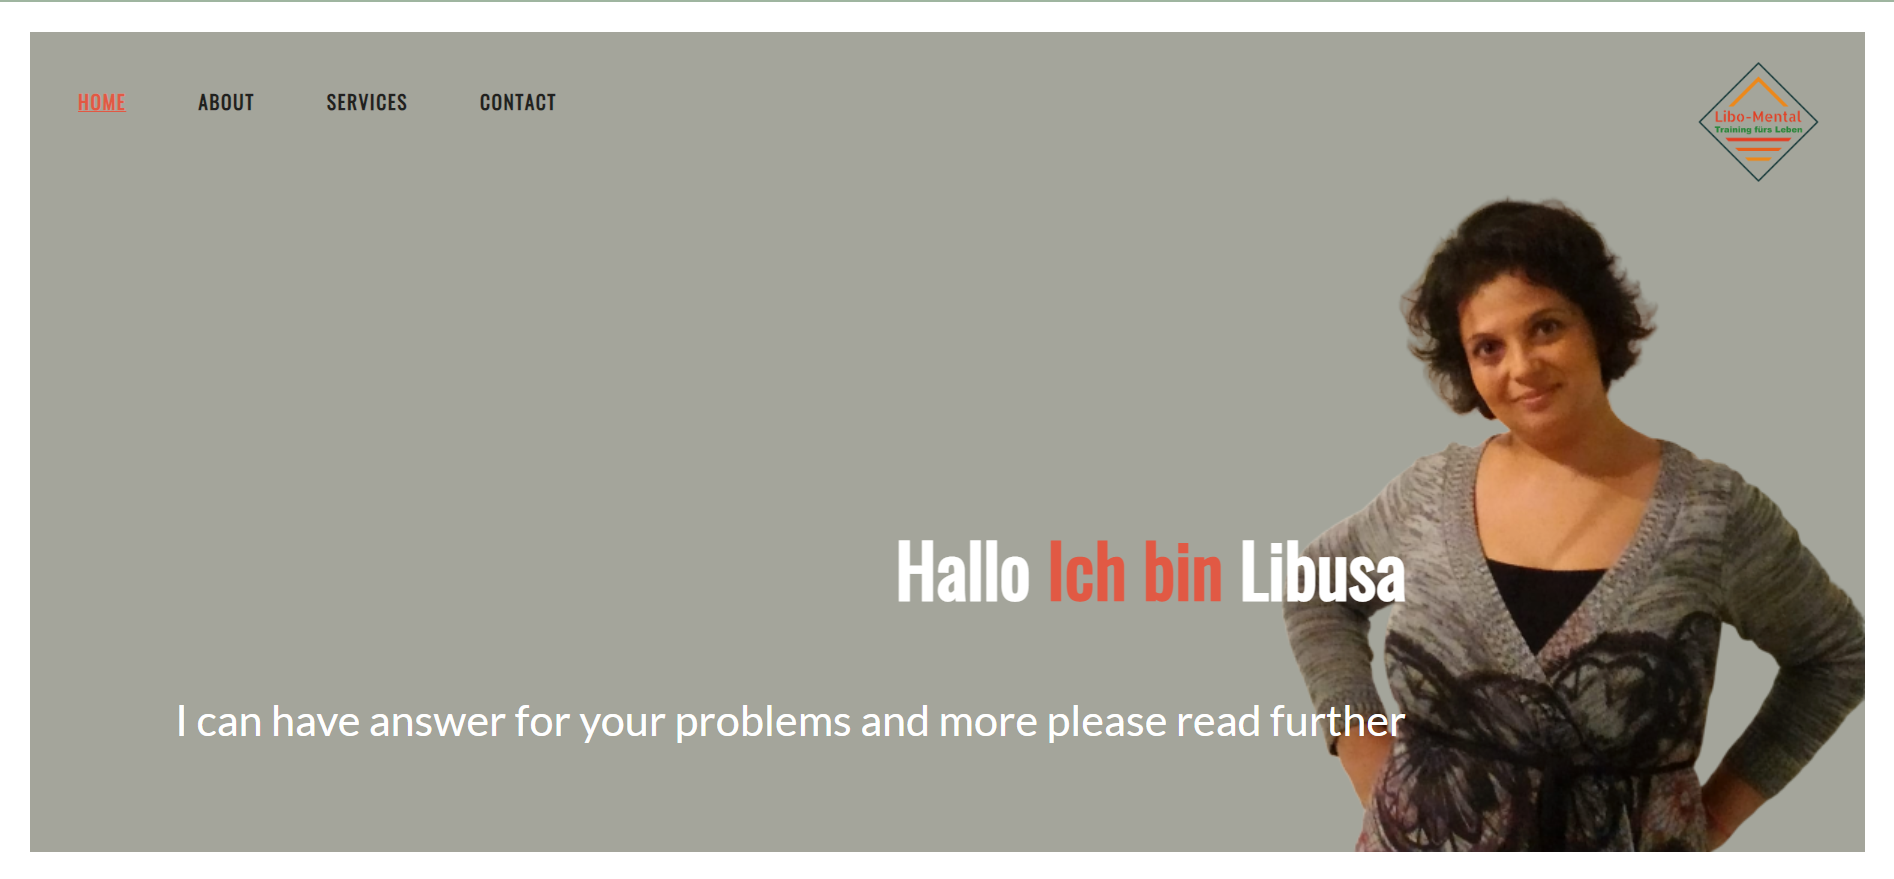 HOME ABOUT SERVICES CONTACT
Libo-Mental
Training fürs Leben
Hallo Ich bin Libusa
I can have answer for your problems and more please read further